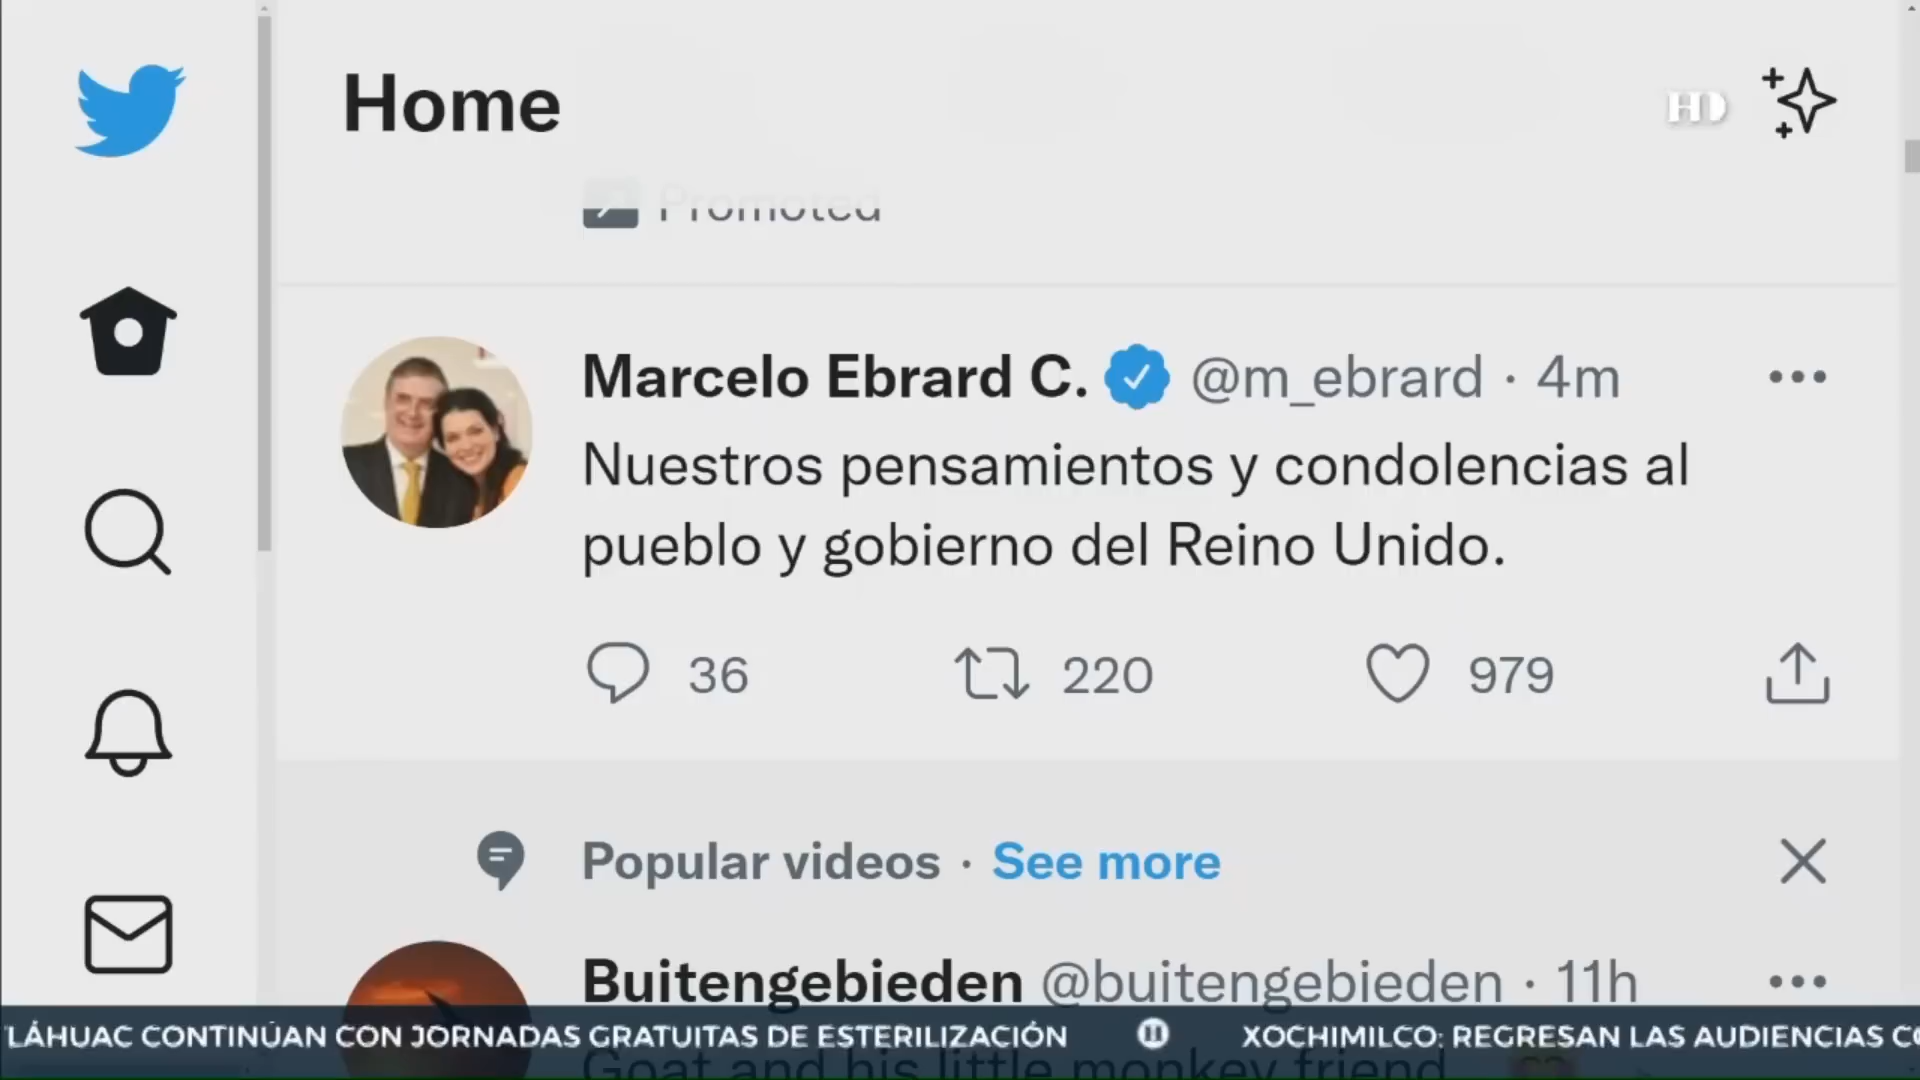 Home
HD
Promoted
Marcelo Ebrard C. @m_ebrard · 4m
Nuestros pensamientos y condolencias al
pueblo y gobierno del Reino Unido.
36 220 979
Popular videos · See more
Buitengebieden @buitengebieden · 11h
LÁHUAC CONTINÚAN CON JORNADAS GRATUITAS DE ESTERILIZACIÓN 11 XOCHIMILCO: REGRESAN LAS AUDIENCIAS
Goat and his little monkey friend